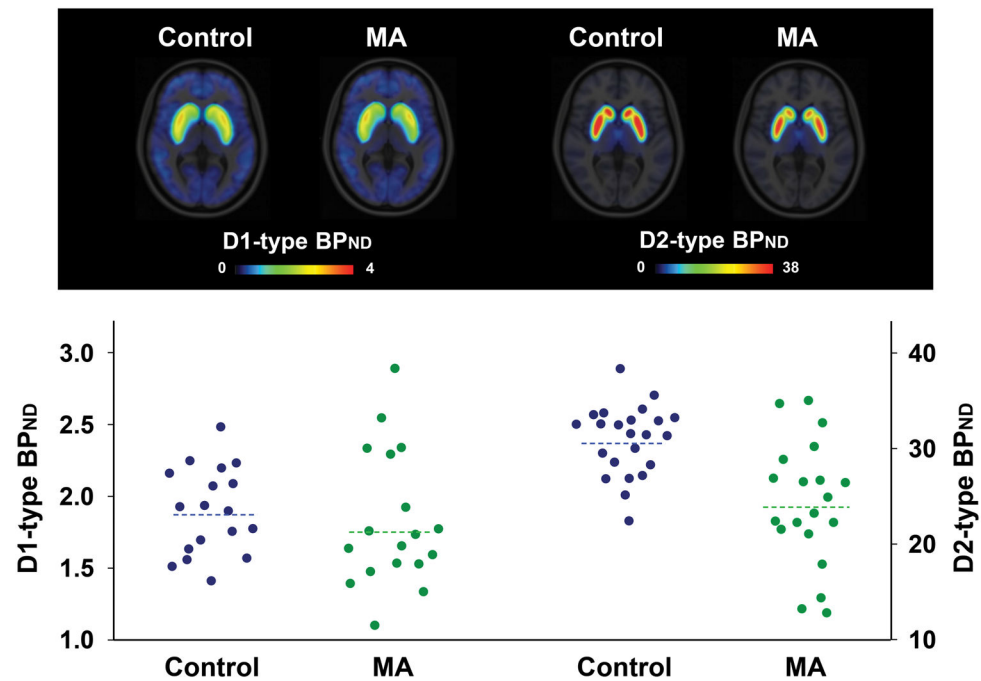 Control MA Control MA
D1-type BPND D2-type BPND
0 4 0 38
3.0 40
2.5 30
2.0
1.5 20
1.0 10
D1-type BPND
D2-type BPND
Control MA Control MA